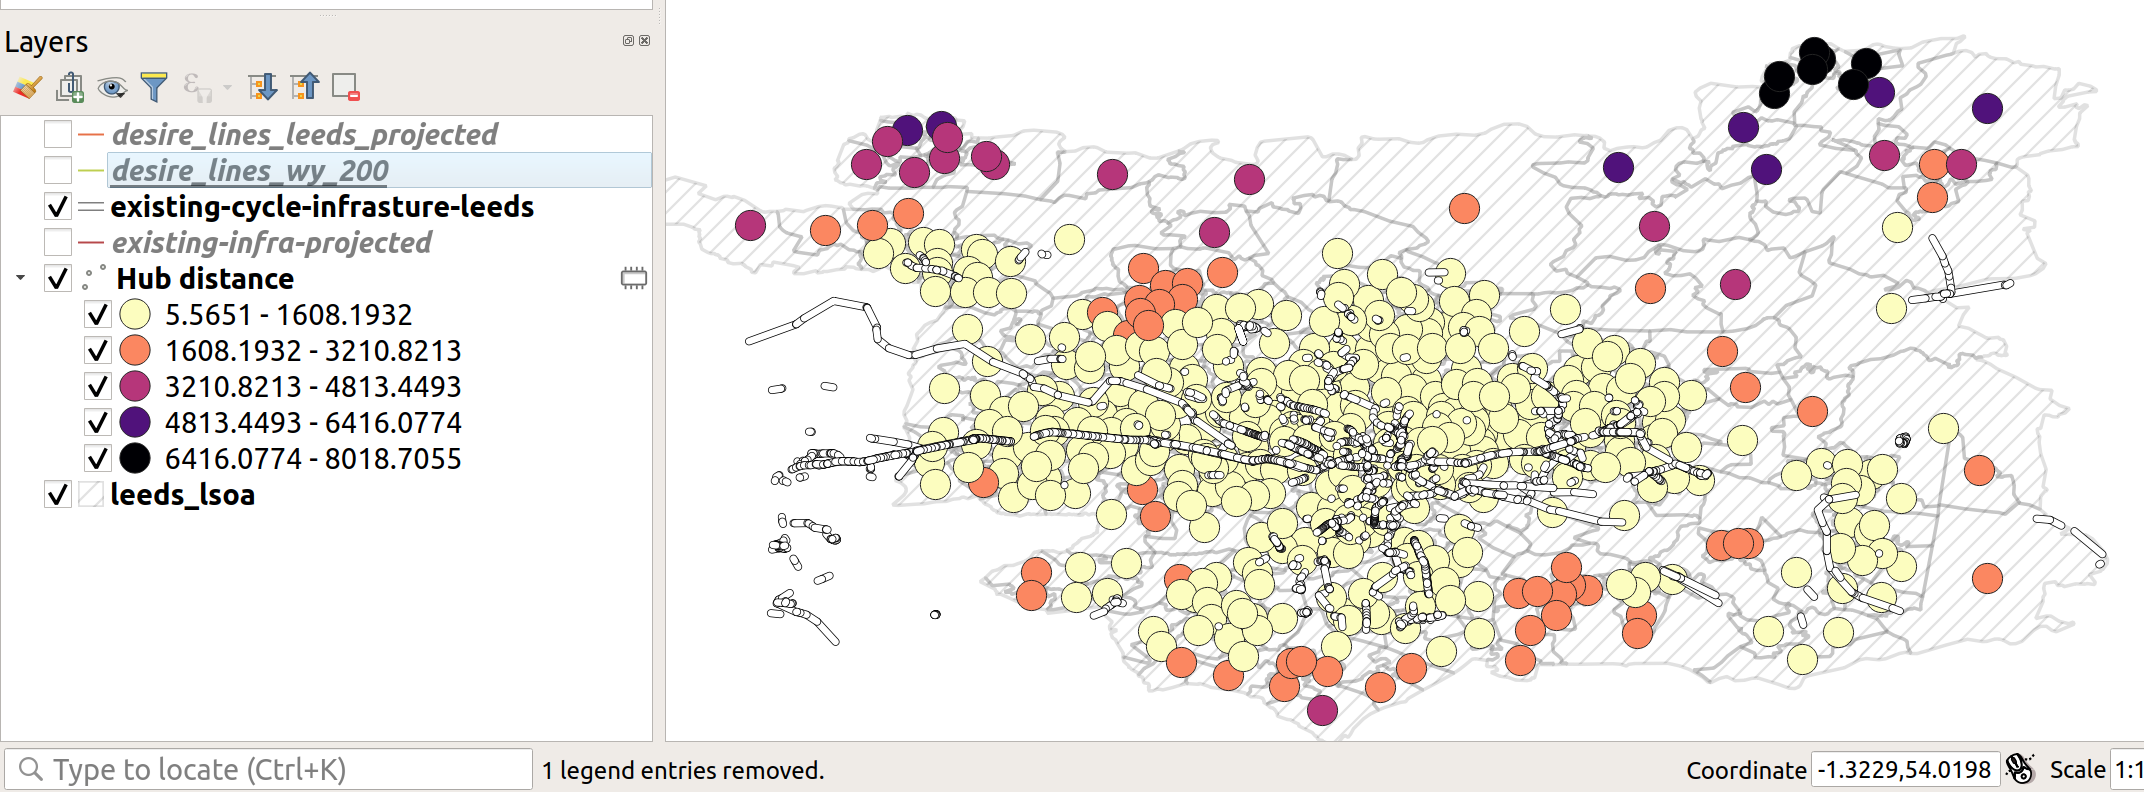 Layers
desire_lines_leeds_projected
desire_lines_wy_200
existing-cycle-infrasture-leeds
existing-infra-projected
Hub distance
5.5651 - 1608.1932
1608.1932 - 3210.8213
3210.8213 - 4813.4493
4813.4493 - 6416.0774
6416.0774 - 8018.7055
leeds_lsoa
Type to locate (Ctrl+K)
1 legend entries removed.
Coordinate -1.3229,54.0198
Scale 1:1